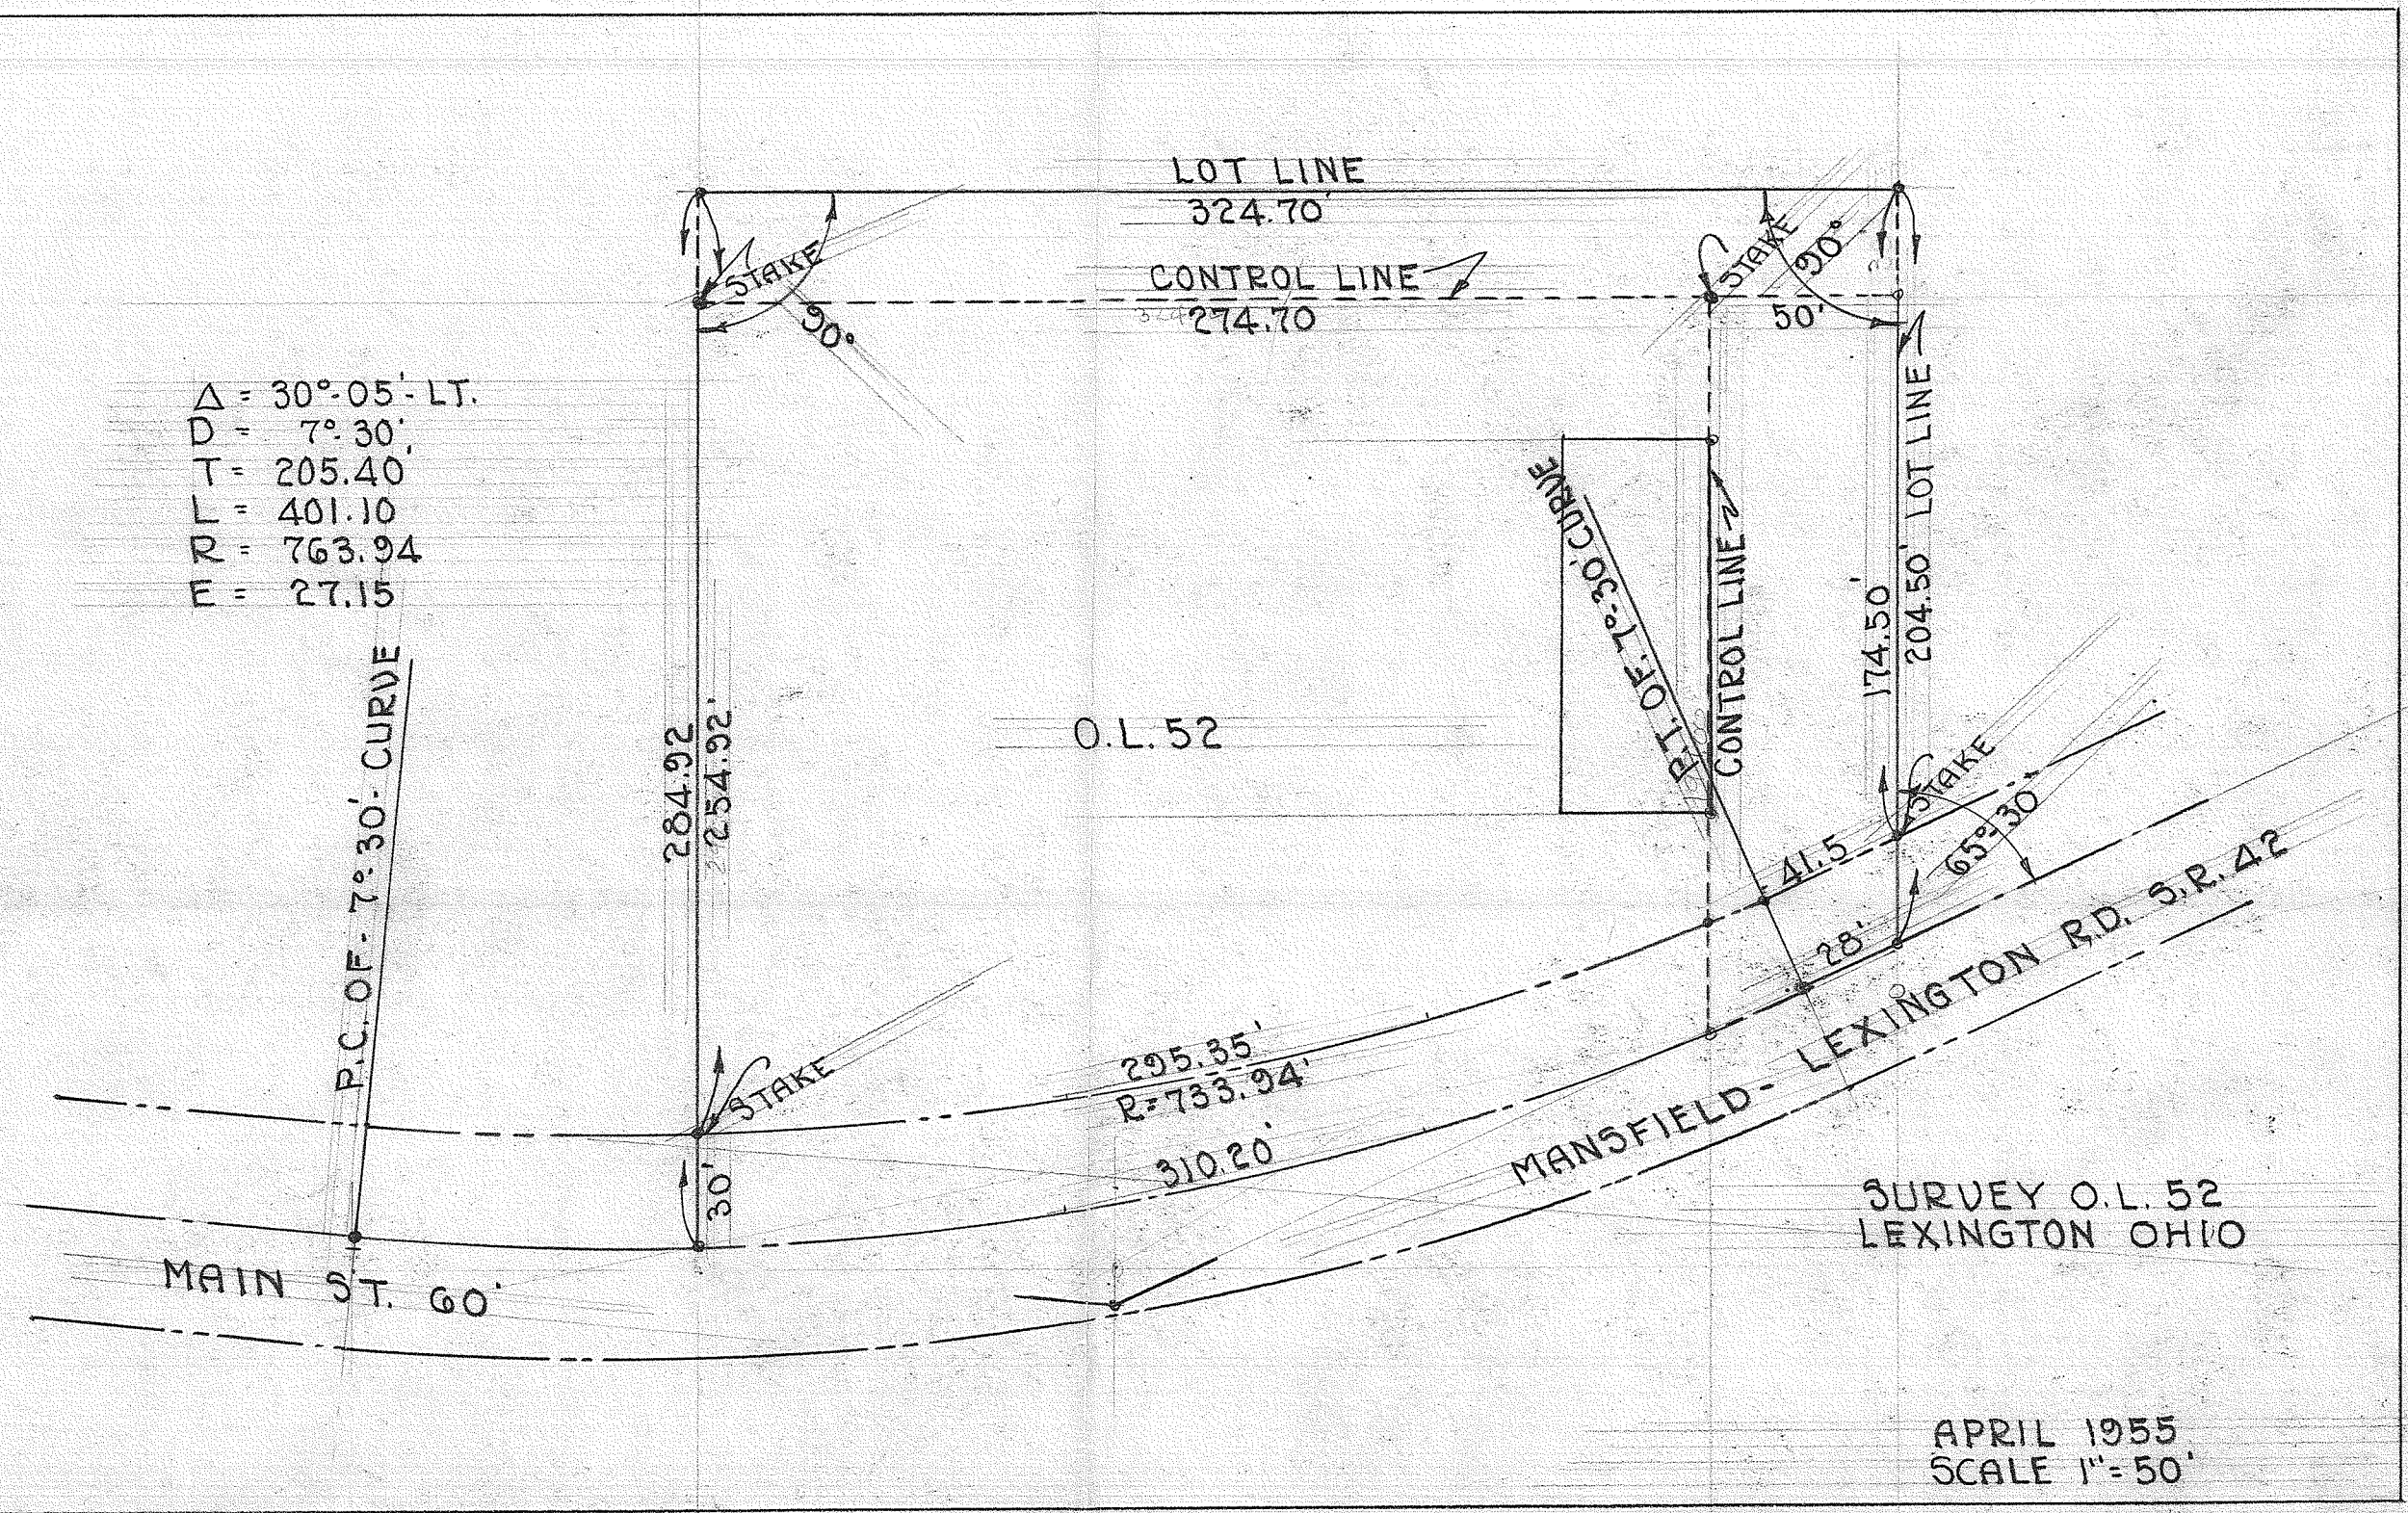 LOT LINE
324.70'
STAKE
90°
CONTROL LINE
274.70
STAKE
90°
50'
Δ = 30°-05'-LT.
D = 7°-30'
T = 205.40'
L = 401.10
R = 763.94
E = 27.15
P.C. OF. 7°-30'- CURVE
284.92
254.92'
O.L. 52
P.T. OF. 7°-30' CURVE
CONTROL LINE
174.50'
204.50' LOT LINE
STAKE
65°-30'
41.5
28'
STAKE
30'
295.35'
R=733.94'
310.20'
MANSFIELD - LEXINGTON RD. S.R. 42
MAIN ST. 60'
SURVEY O.L. 52
LEXINGTON OHIO
APRIL 1955
SCALE 1"=50'